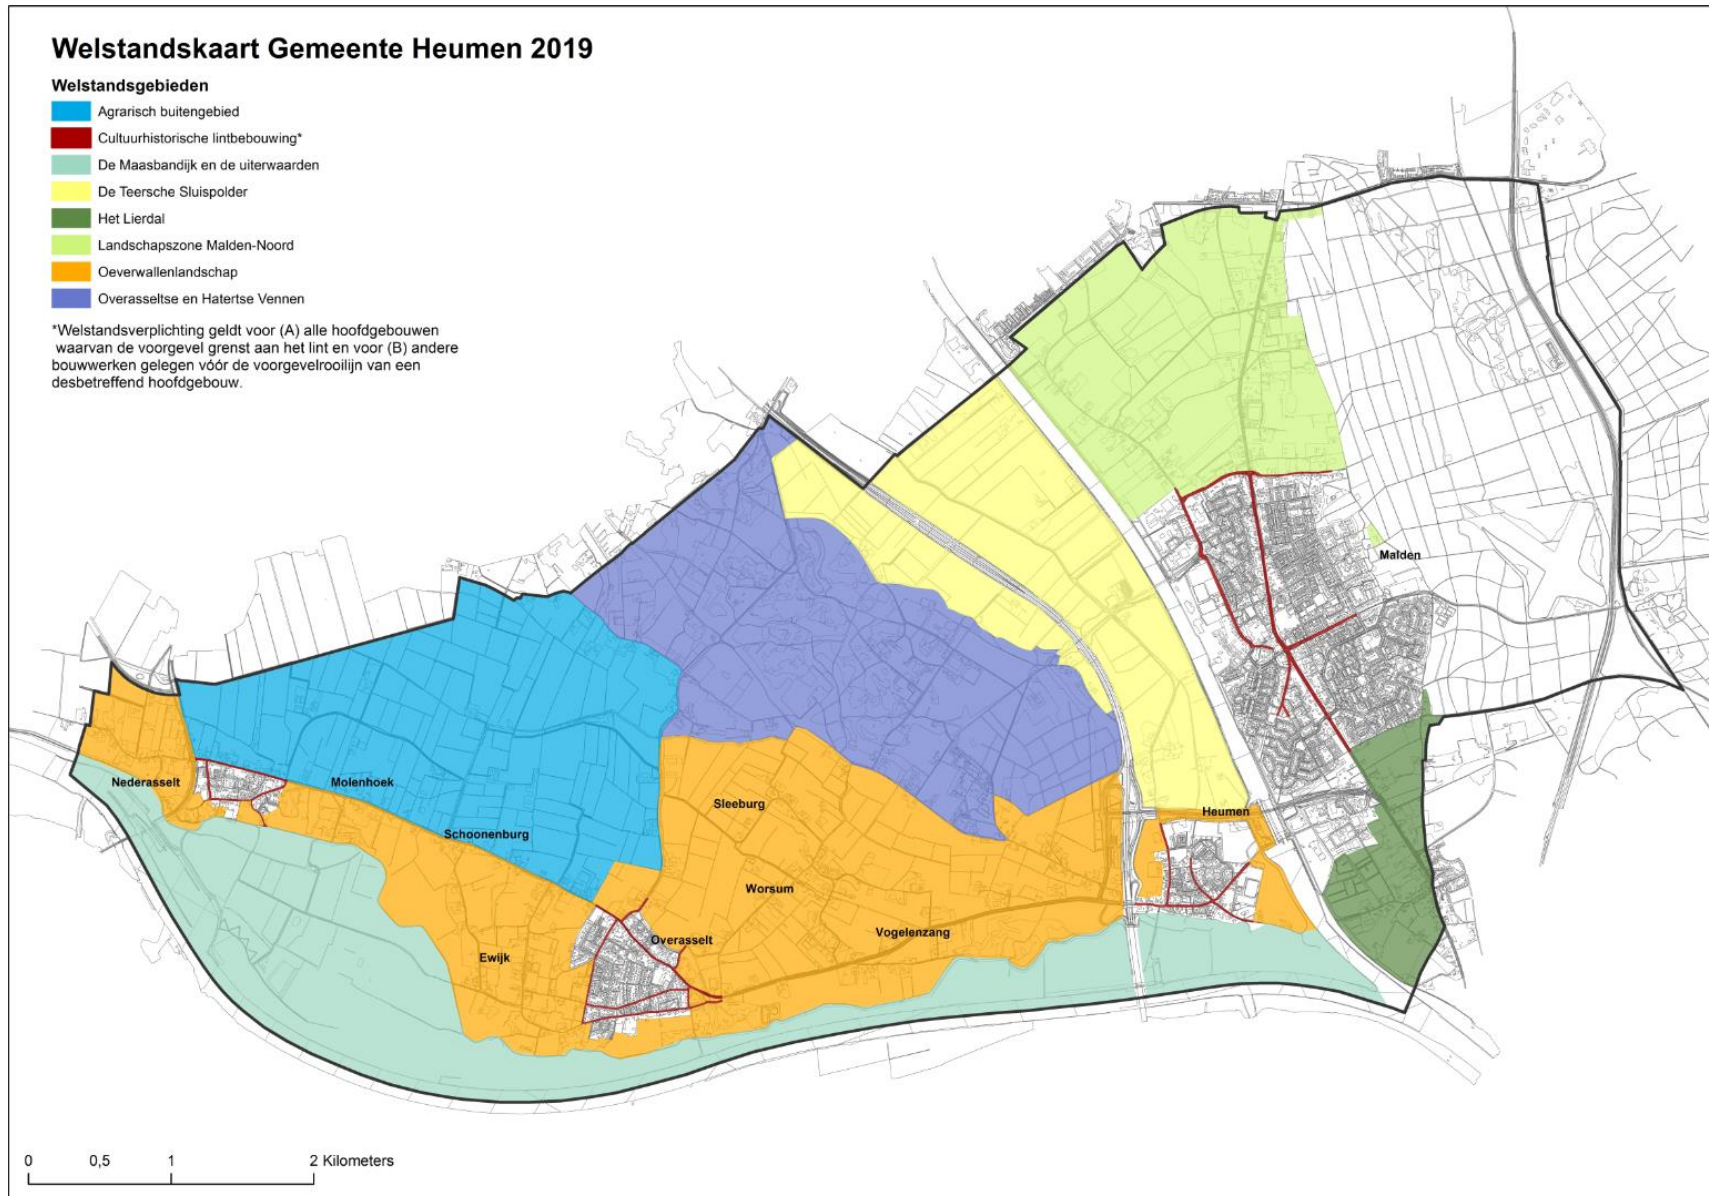 Welstandskaart Gemeente Heumen 2019
Welstandsgebieden
Agrarisch buitengebied
Cultuurhistorische lintbebouwing*
De Maasbandijk en de uiterwaarden
De Teersche Sluispolder
Het Lierdal
Landschapszone Malden-Noord
Oeverwallenlandschap
Overasseltse en Hatertse Vennen
*Welstandsverplichting geldt voor (A) alle hoofdgebouwen
waarvan de voorgevel grenst aan het lint en voor (B) andere
bouwwerken gelegen vóór de voorgevelrooilijn van een
desbetreffend hoofdgebouw.
Malden
Nederasselt
Molenhoek
Schoonenburg
Sleeburg
Heumen
Worsum
Vogelenzang
Overasselt
Ewijk
0 0,5 1 2 Kilometers